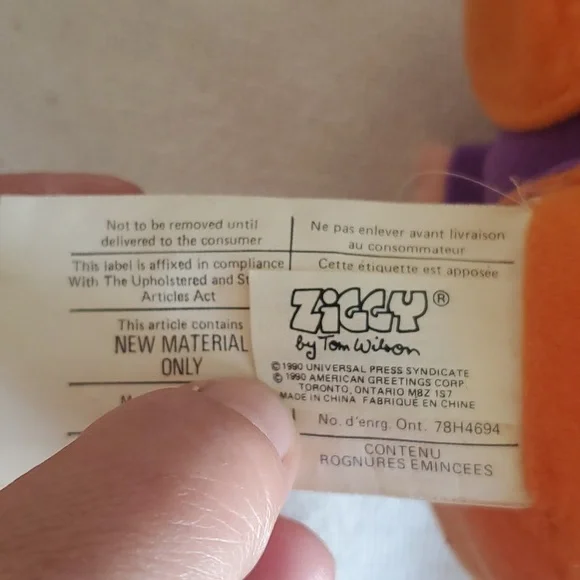 Not to be removed until
delivered to the consumer
Ne pas enlever avant livraison
au consommateur
This label is affixed in compliance
With The Upholstered and
Articles Act
Cette étiquette est apposée
This article contains
NEW MATERIAL
ONLY
ZIGGY®
by Tom Wilson
©1990 UNIVERSAL PRESS SYNDICATE
©1990 AMERICAN GREETINGS CORP.
TORONTO, ONTARIO M8Z 1S7
MADE IN CHINA FABRIQUÉ EN CHINE
No. d'enrg. Ont. 78H4694
CONTENU
ROGNURES EMINCEES